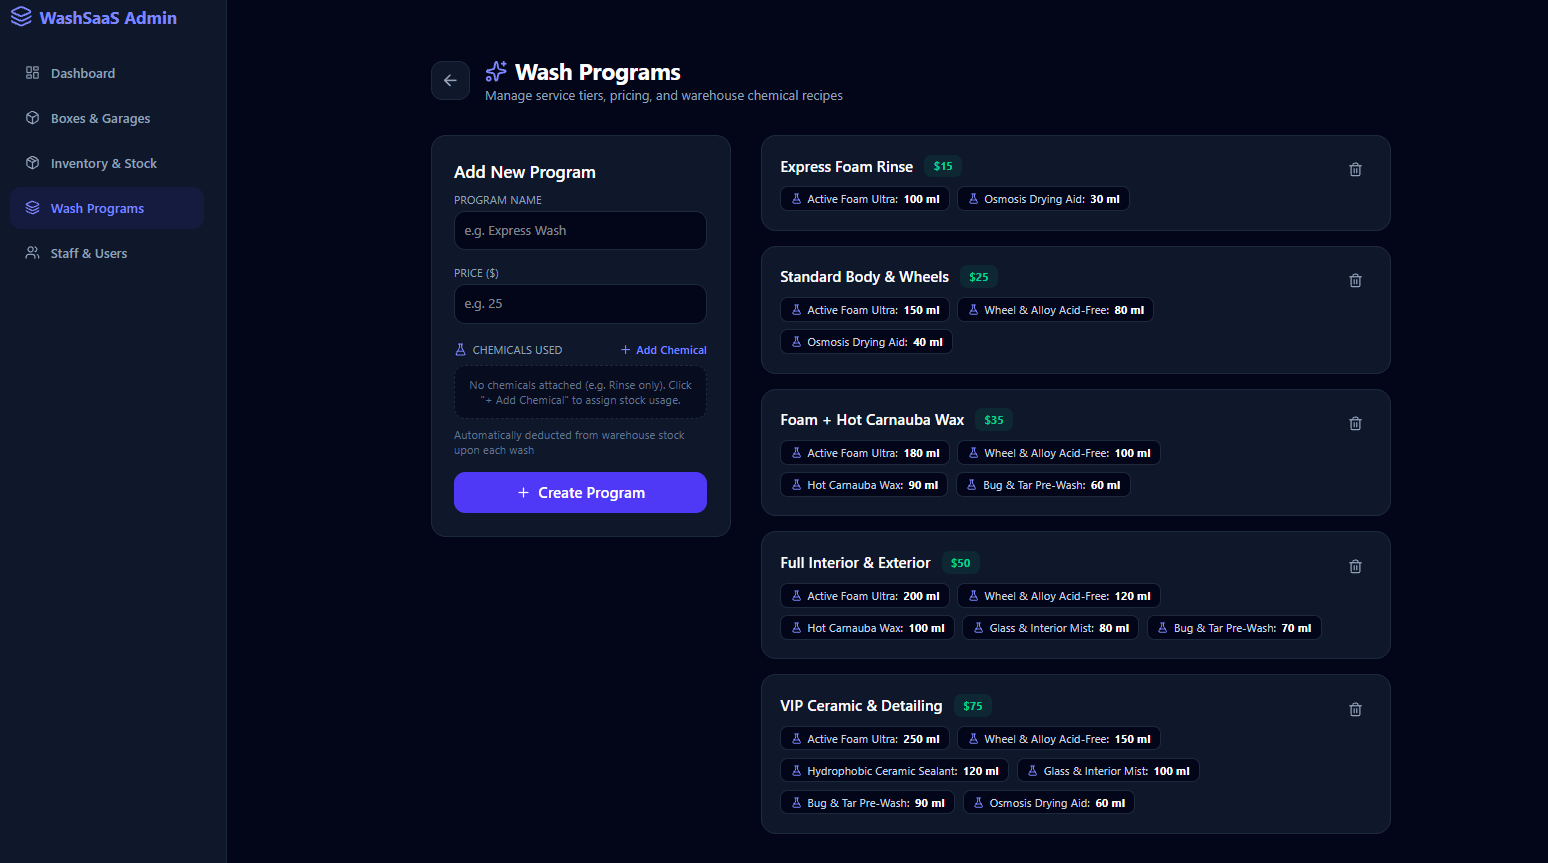 WashSaaS Admin
Dashboard
Boxes & Garages
Inventory & Stock
Wash Programs
Staff & Users
Wash Programs
Manage service tiers, pricing, and warehouse chemical recipes
Add New Program
PROGRAM NAME
e.g. Express Wash
PRICE ($)
e.g. 25
CHEMICALS USED
+ Add Chemical
No chemicals attached (e.g. Rinse only). Click
"+ Add Chemical" to assign stock usage.
Automatically deducted from warehouse stock
upon each wash
+ Create Program
Express Foam Rinse $15
Active Foam Ultra: 100 ml Osmosis Drying Aid: 30 ml
Standard Body & Wheels $25
Active Foam Ultra: 150 ml Wheel & Alloy Acid-Free: 80 ml
Osmosis Drying Aid: 40 ml
Foam + Hot Carnauba Wax $35
Active Foam Ultra: 180 ml Wheel & Alloy Acid-Free: 100 ml
Hot Carnauba Wax: 90 ml Bug & Tar Pre-Wash: 60 ml
Full Interior & Exterior $50
Active Foam Ultra: 200 ml Wheel & Alloy Acid-Free: 120 ml
Hot Carnauba Wax: 100 ml Glass & Interior Mist: 80 ml Bug & Tar Pre-Wash: 70 ml
VIP Ceramic & Detailing $75
Active Foam Ultra: 250 ml Wheel & Alloy Acid-Free: 150 ml
Hydrophobic Ceramic Sealant: 120 ml Glass & Interior Mist: 100 ml
Bug & Tar Pre-Wash: 90 ml Osmosis Drying Aid: 60 ml